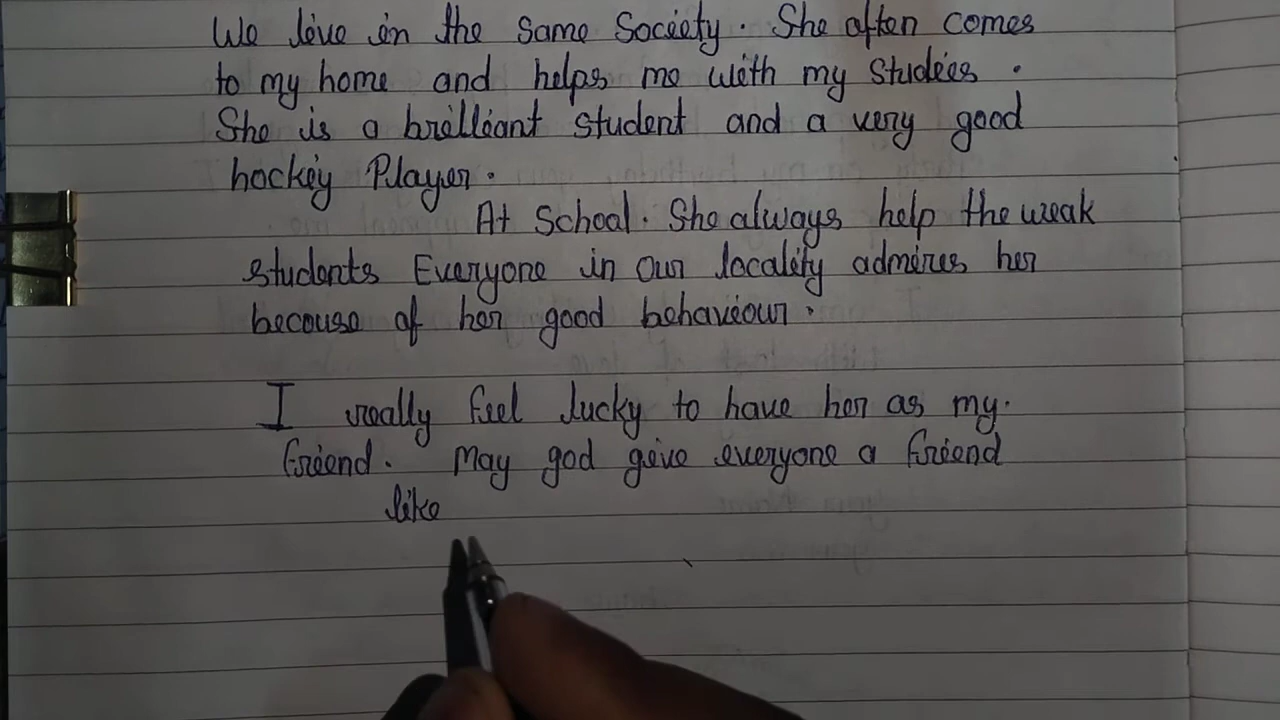 We live in the same Society. She often comes
to my home and helps me with my studies.
She is a brilliant student and a very good
hockey Player.
At School. She always help the weak
students Everyone in our locality admires her
because of her good behaviour.
I really feel lucky to have her as my.
friend. May god give everyone a friend
like